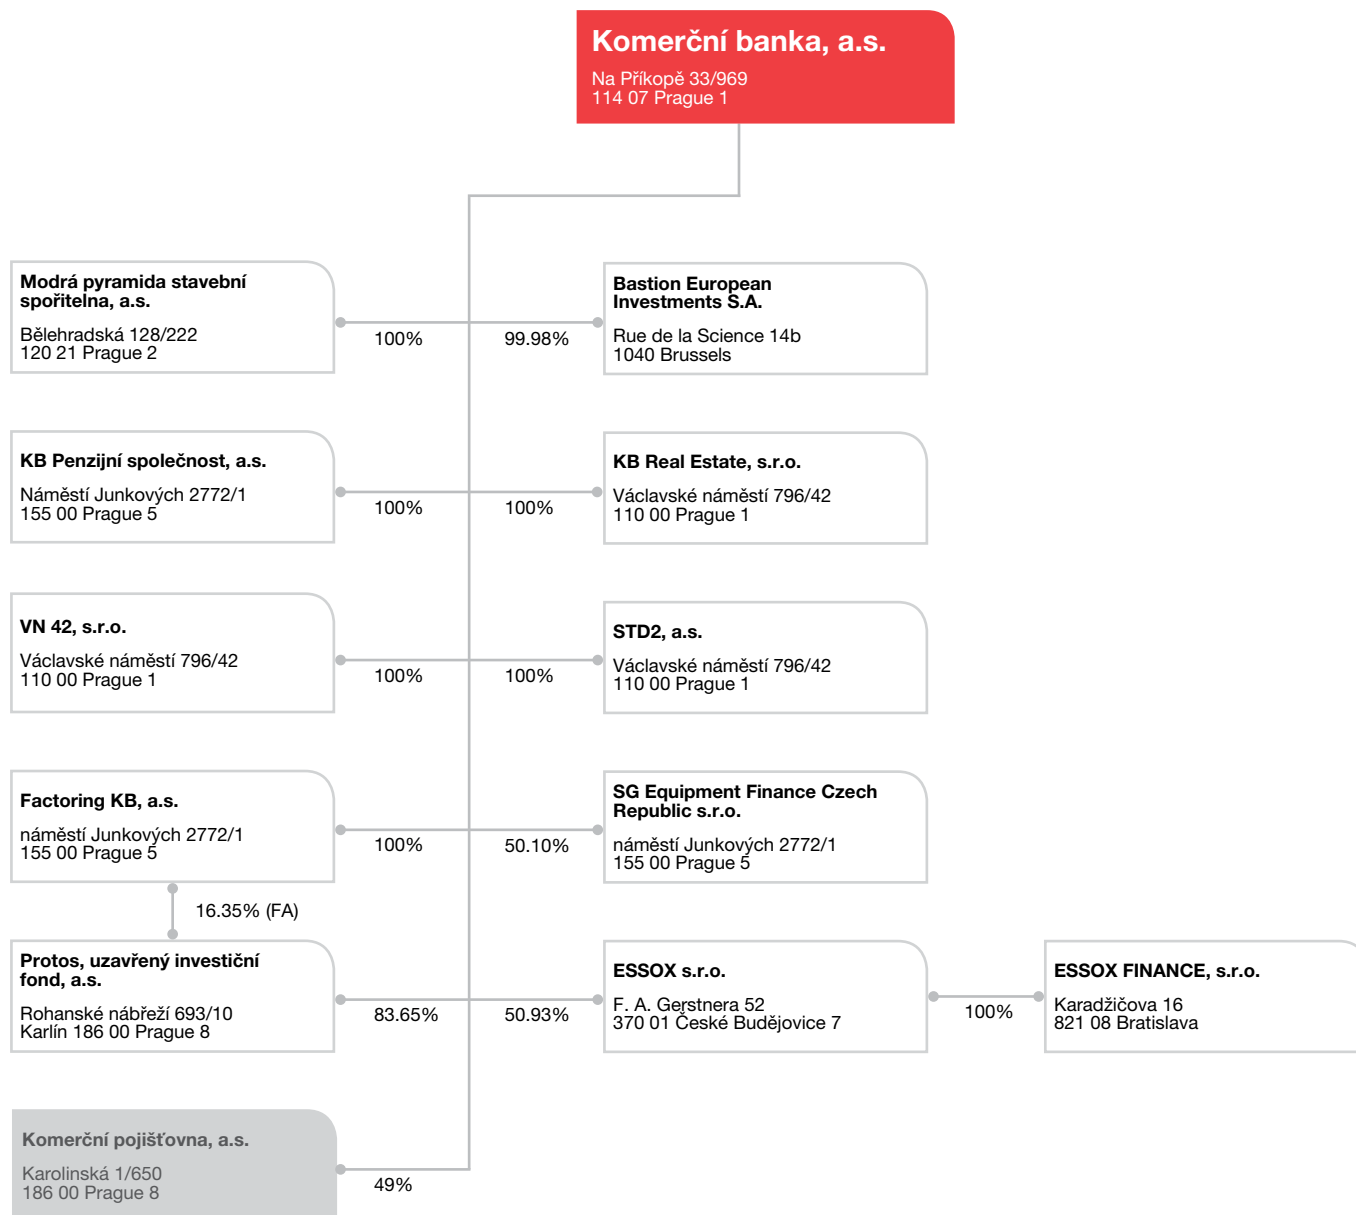 Komerční banka, a.s.
Na Příkopě 33/969
114 07 Prague 1
Modrá pyramida stavební
spořitelna, a.s.
Bělehradská 128/222
120 21 Prague 2
100%
99.98%
Bastion European
Investments S.A.
Rue de la Science 14b
1040 Brussels
KB Penzijní společnost, a.s.
Náměstí Junkových 2772/1
155 00 Prague 5
100%
100%
KB Real Estate, s.r.o.
Václavské náměstí 796/42
110 00 Prague 1
VN 42, s.r.o.
Václavské náměstí 796/42
110 00 Prague 1
100%
100%
STD2, a.s.
Václavské náměstí 796/42
110 00 Prague 1
Factoring KB, a.s.
náměstí Junkových 2772/1
155 00 Prague 5
100%
50.10%
SG Equipment Finance Czech
Republic s.r.o.
náměstí Junkových 2772/1
155 00 Prague 5
16.35% (FA)
Protos, uzavřený investiční
fond, a.s.
Rohanské nábřeží 693/10
Karlín 186 00 Prague 8
83.65%
50.93%
ESSOX s.r.o.
F. A. Gerstnera 52
370 01 České Budějovice 7
100%
ESSOX FINANCE, s.r.o.
Karadžičova 16
821 08 Bratislava
Komerční pojišťovna, a.s.
Karolinská 1/650
186 00 Prague 8
49%